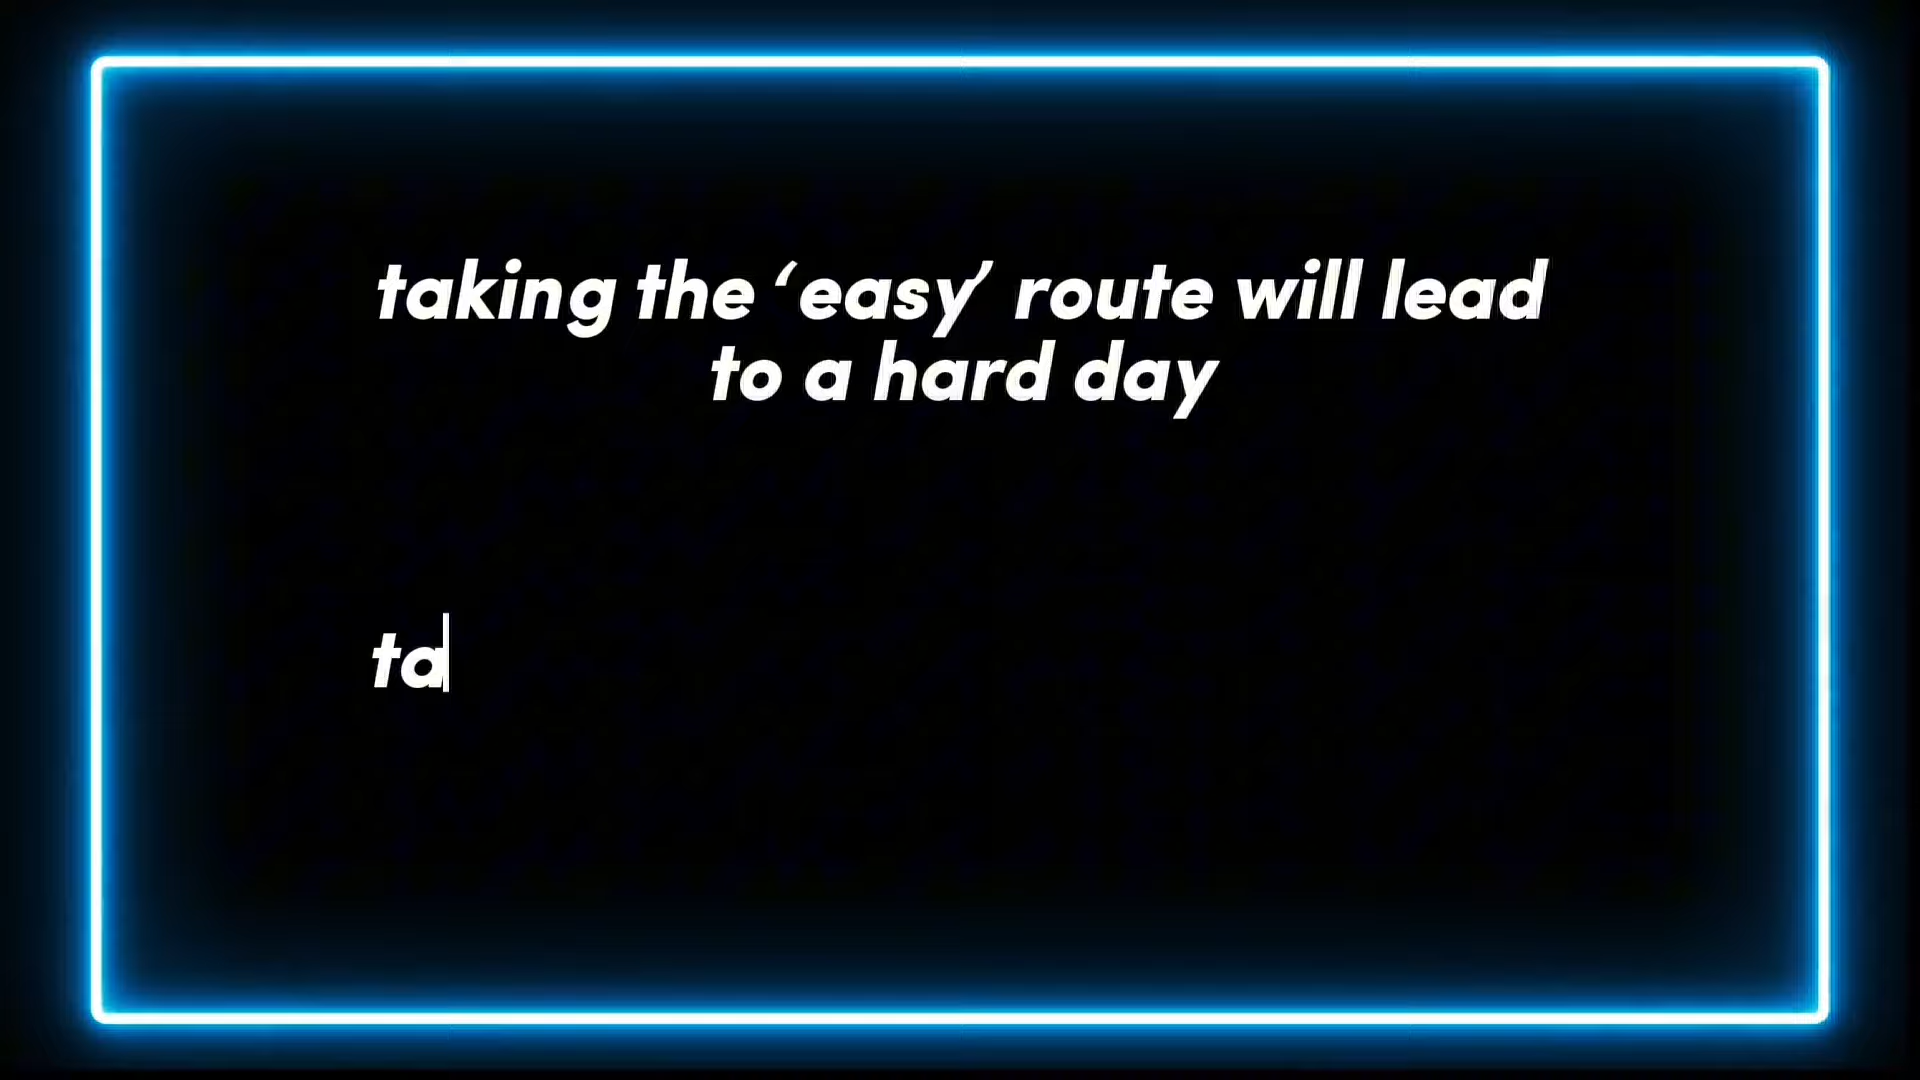 taking the ‘easy’ route will lead
to a hard day
ta